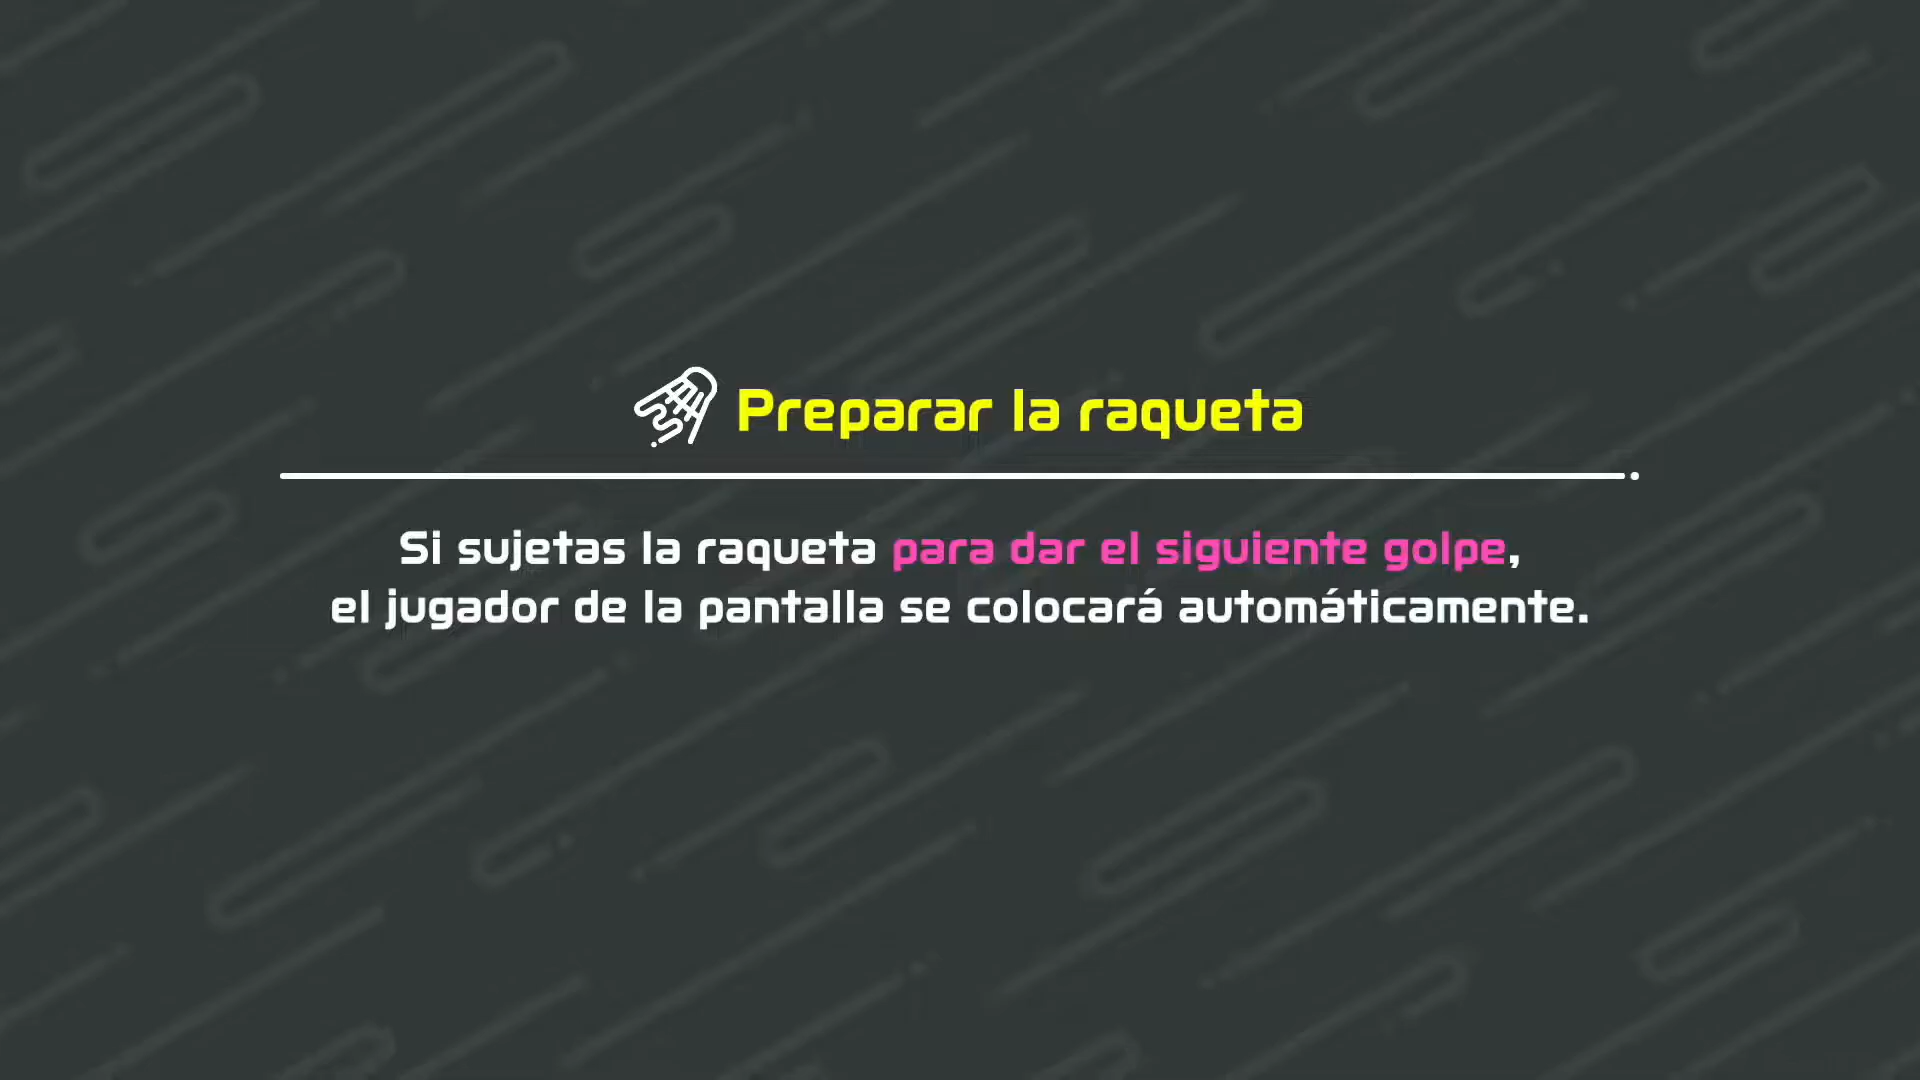 Preparar la raqueta
Si sujetas la raqueta para dar el siguiente golpe,
el jugador de la pantalla se colocará automáticamente.